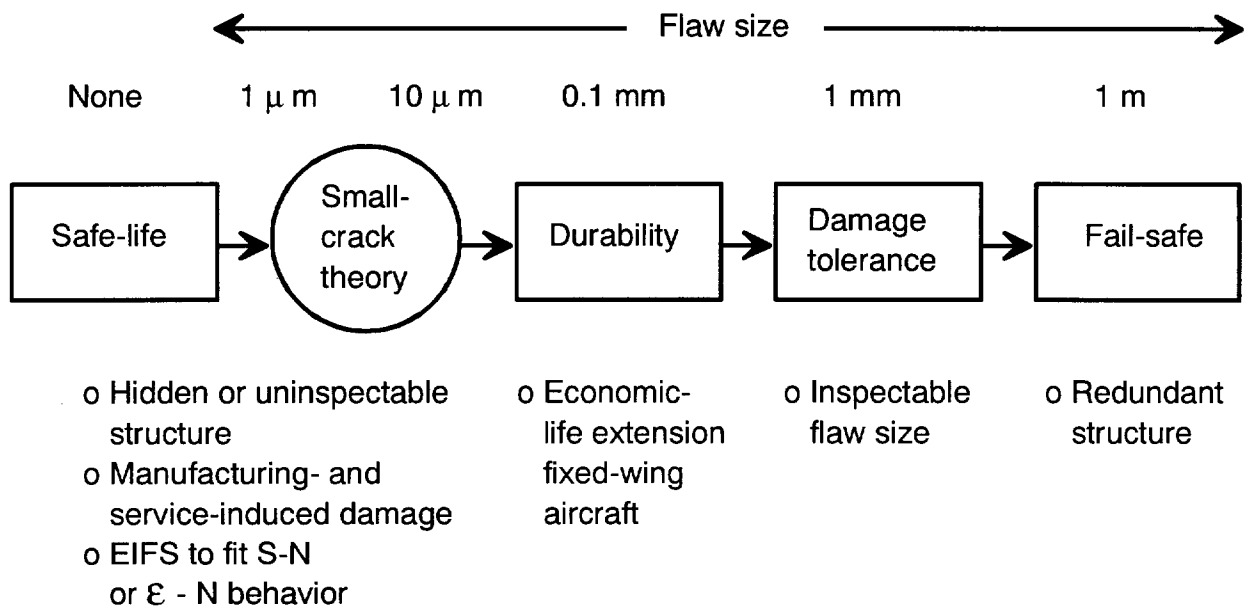 Flaw size
None 1 μ m 10 μ m 0.1 mm 1 mm 1 m
Safe-life
Small-
crack
theory
Durability
Damage
tolerance
Fail-safe
o Hidden or uninspectable
structure
o Manufacturing- and
service-induced damage
o EIFS to fit S-N
or ε - N behavior
o Economic-
life extension
fixed-wing
aircraft
o Inspectable
flaw size
o Redundant
structure